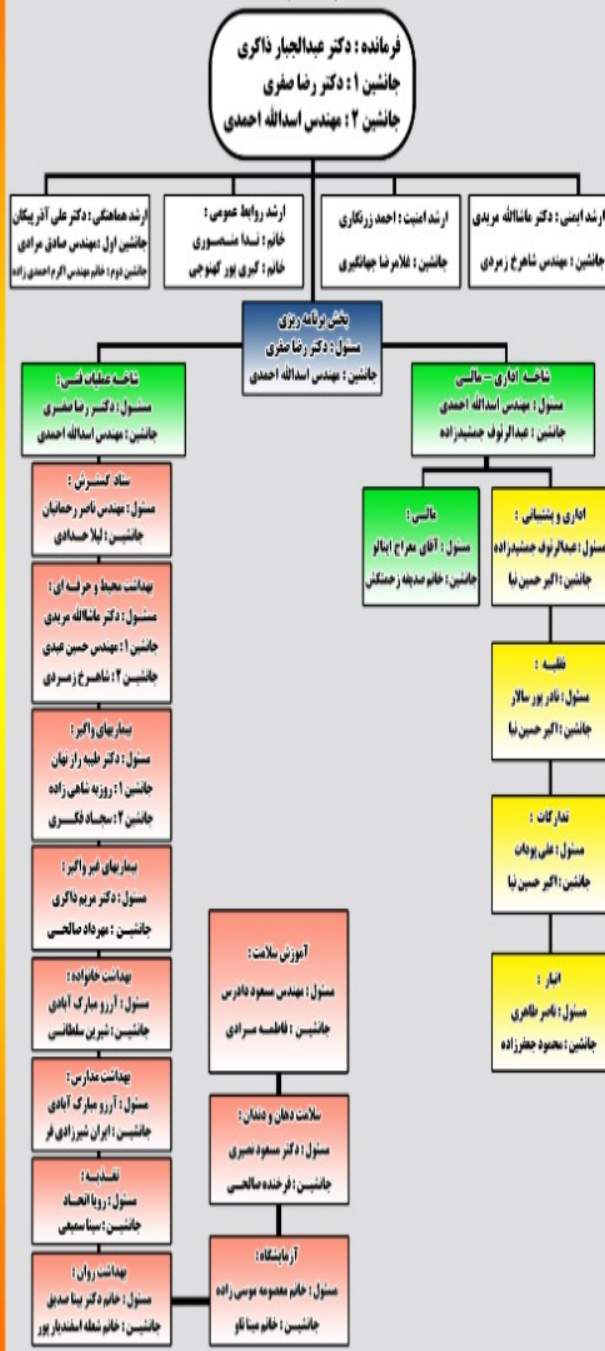 فرمانده : دکتر عبدالجبار ذاکری
جانشین 1 : دکتر رضا صفری
جانشین ۲ : مهندس اسدالله احمدی
ارشد ایمنی : دکتر ماشاالله مریدی
جانشین : مهندس شاهرخ زمردی
ارشد امنیت : احمد زرنگاری
جانشین : غلامرضا جهانگیری
ارشد روابط عمومی :
خانم : ندا منصوری
خانم : کبری پور کهنوجی
ارشد هماهنگی : دکتر علی آذرپیکان
جانشین اول : مهندس صادق مرادی
جانشین دوم : خانم مهندس اکرم احمدی زاده
بخش برنامه ریزی
مسئول : دکتر رضا صفری
جانشین : مهندس اسدالله احمدی
شاخه اداری – مالی
مسئول : مهندس اسدالله احمدی
جانشین : عبدالرئوف جمشیدزاده
شاخه عملیات فنی :
مسئول : دکتر رضا صفری
جانشین : مهندس اسدالله احمدی
اداری و پشتیبانی :
مسئول : عبدالرئوف جمشیدزاده
جانشین : اکبر حسین نیا
مالی :
مسئول : آقای معراج اینالو
جانشین : خانم صدیقه زحمتکش
نقلیه :
مسئول : نادر پور سالار
جانشین : اکبر حسین نیا
تدارکات :
مسئول : علی پودات
جانشین : اکبر حسین نیا
انبار :
مسئول : ناصر طاهری
جانشین : محمود جعفرزاده
ستاد گسترش :
مسئول : مهندس ناصر رحمانیان
جانشین : لیلا حدادی
بهداشت محیط و حرفه ای :
مسئول : دکتر ماشاالله مریدی
جانشین 1 : مهندس حسین عیدی
جانشین ۲ : شاهرخ زمردی
بیماریهای واگیر :
مسئول : دکتر طیبه راز نهان
جانشین 1 : روزبه شاهی زاده
جانشین ۲ : سجاد فکری
بیماریهای غیر واگیر :
مسئول : دکتر مریم ذاکری
جانشین : مهرداد صالحی
بهداشت خانواده :
مسئول : آرزو مبارک آبادی
جانشین : شیرین سلطانی
بهداشت مدارس :
مسئول : آرزو مبارک آبادی
جانشین : ایران شیرزادی فر
تغذیه :
مسئول : رویا اتحاد
جانشین : سینا سمیعی
بهداشت روان :
مسئول : خانم دکتر بیتا صدیق
جانشین : خانم شعله اسفندیار پور
آزمایشگاه :
مسئول : خانم معصومه موسی زاده
جانشین : خانم مینا ناو
سلامت دهان و دندان :
مسئول : دکتر مسعود نصیری
جانشین : فرخنده صالحی
آموزش سلامت :
مسئول : مهندس مسعود دادرس
جانشین : فاطمه مرادی